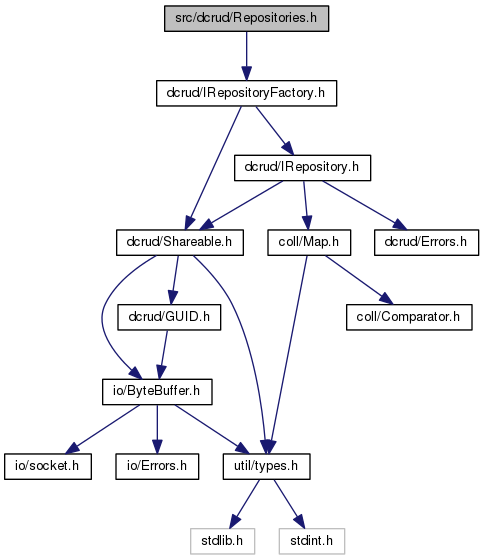 src/dcrud/Repositories.h
dcrud/IRepositoryFactory.h
dcrud/IRepository.h
dcrud/Shareable.h
coll/Map.h
dcrud/Errors.h
dcrud/GUID.h
coll/Comparator.h
io/ByteBuffer.h
io/socket.h
io/Errors.h
util/types.h
stdlib.h
stdint.h